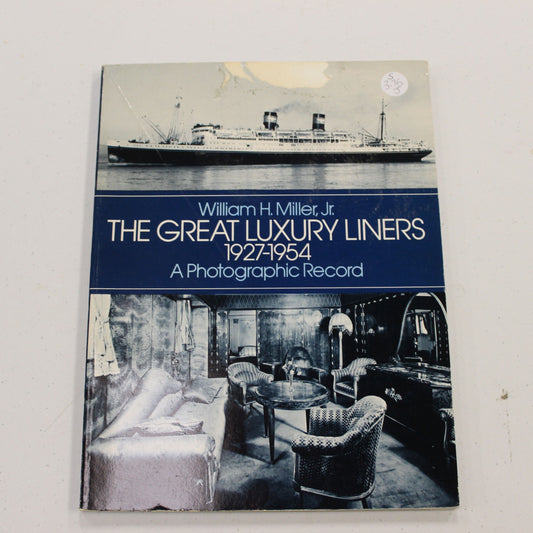 William H. Miller, Jr.
THE GREAT LUXURY LINERS
1927-1954
A Photographic Record